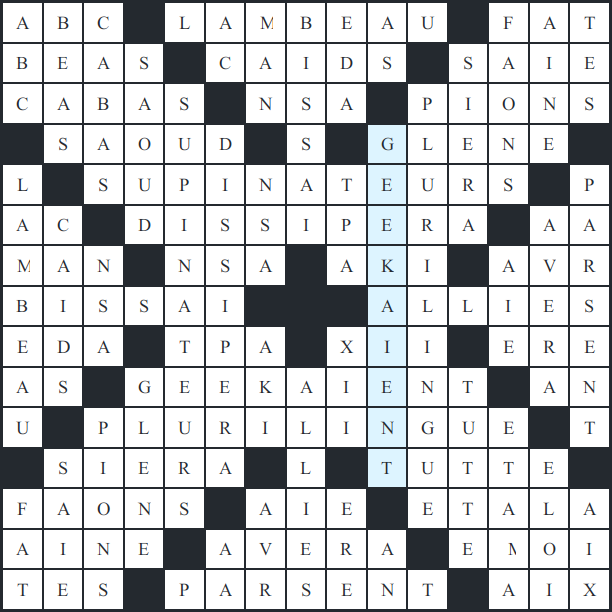 A B C L A M B E A U F A T
B E A S C A I D S S A I E
C A B A S N S A P I O N S
S A O U D S G L E N E
L S U P I N A T E U R S P
A C D I S S I P E R A A A
M A N N S A A K I A V R
B I S S A I A L L I E S
E D A T P A X I I E R E
A S G E E K A I E N T A N
U P L U R I L I N G U E T
S I E R A L T U T T E
F A O N S A I E E T A L A
A I N E A V E R A E M O I
T E S P A R S E N T A I X